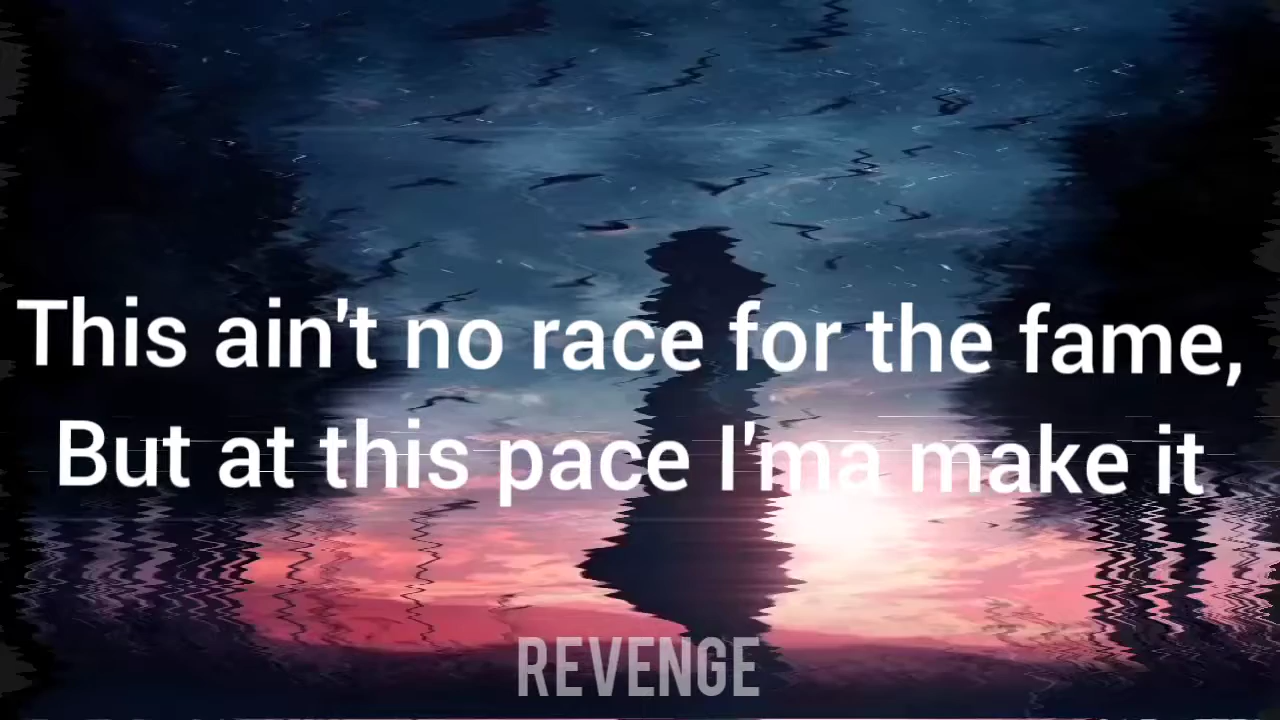 This ain't no race for the fame,
But at this pace I'ma make it
REVENGE